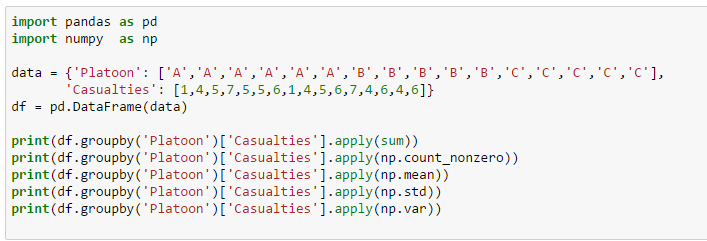 import pandas as pd
import numpy  as np
data = {'Platoon': ['A','A','A','A','A','A','B','B','B','B','B','C','C','C','C','C'],
'Casualties': [1,4,5,7,5,5,6,1,4,5,6,7,4,6,4,6]}
df = pd.DataFrame(data)
print(df.groupby('Platoon')['Casualties'].apply(sum))
print(df.groupby('Platoon')['Casualties'].apply(np.count_nonzero))
print(df.groupby('Platoon')['Casualties'].apply(np.mean))
print(df.groupby('Platoon')['Casualties'].apply(np.std))
print(df.groupby('Platoon')['Casualties'].apply(np.var))